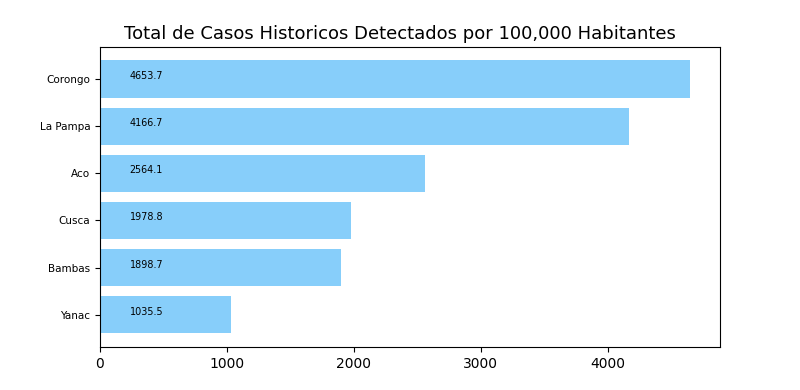 Total de Casos Historicos Detectados por 100,000 Habitantes
Corongo 4653.7
La Pampa 4166.7
Aco 2564.1
Cusca 1978.8
Bambas 1898.7
Yanac 1035.5
0 1000 2000 3000 4000